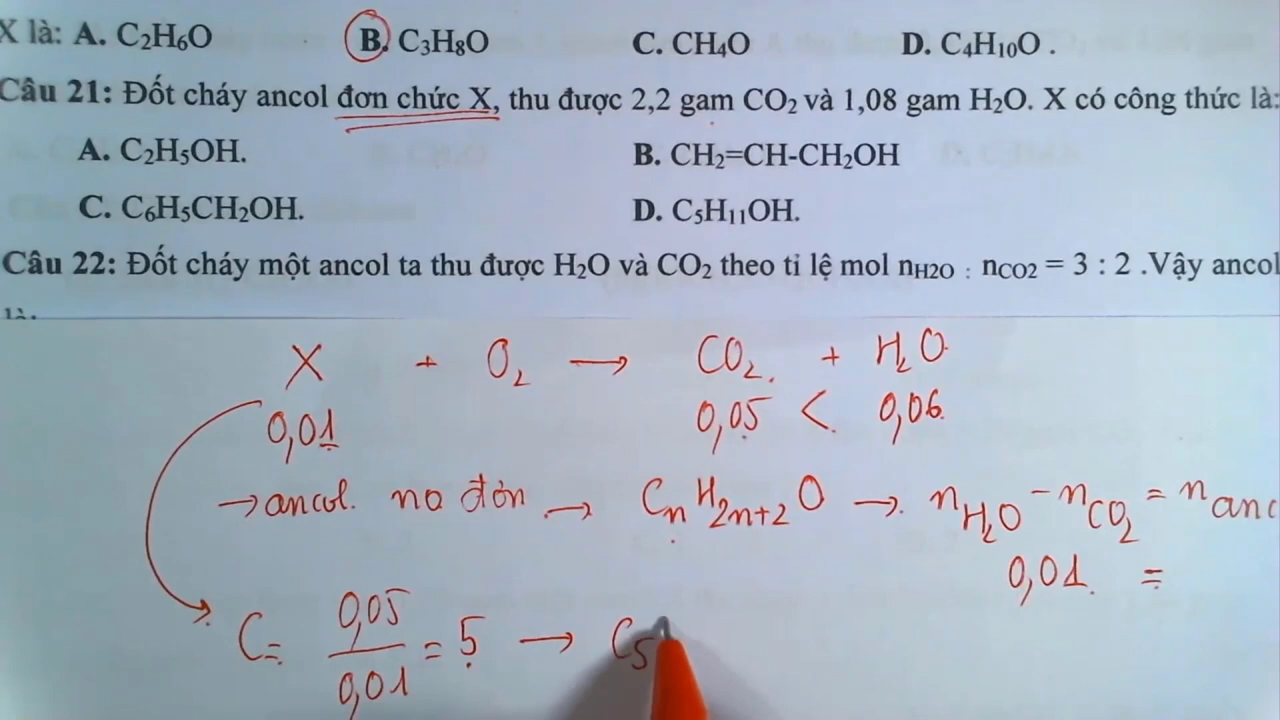 X là: A. C2H6O B. C3H8O C. CH4O D. C4H10O .
Câu 21: Đốt cháy ancol đơn chức X, thu được 2,2 gam CO2 và 1,08 gam H2O. X có công thức là:
A. C2H5OH. B. CH2=CH-CH2OH
C. C6H5CH2OH. D. C5H11OH.
Câu 22: Đốt cháy một ancol ta thu được H2O và CO2 theo tỉ lệ mol nH2O : nCO2 = 3 : 2 .Vậy ancol
là:
X + O2 → CO2 + H2O
0,01 0,05 < 0,06
→ ancol no đơn → CnH2n+2O → nH2O - nCO2 = nanc
0,01 =
C = 0,05 / 0,01 = 5 → C5